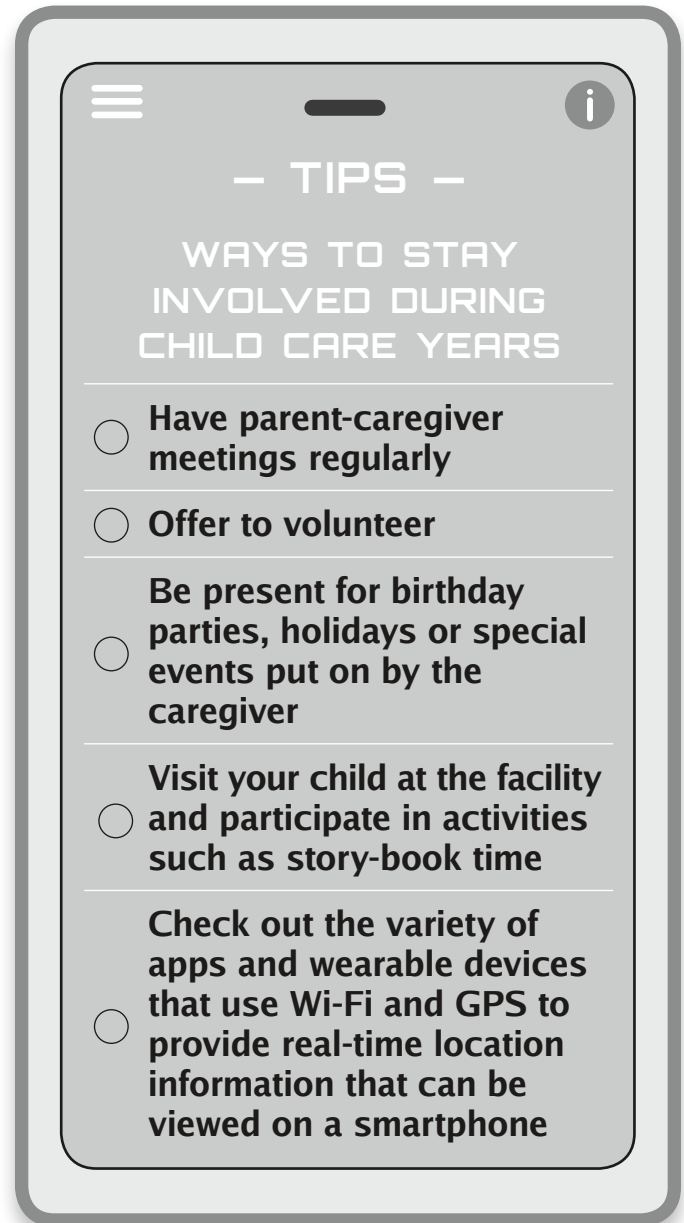 i
– TIPS –
WAYS TO STAY
INVOLVED DURING
CHILD CARE YEARS
Have parent-caregiver
meetings regularly
Offer to volunteer
Be present for birthday
parties, holidays or special
events put on by the
caregiver
Visit your child at the facility
and participate in activities
such as story-book time
Check out the variety of
apps and wearable devices
that use Wi-Fi and GPS to
provide real-time location
information that can be
viewed on a smartphone